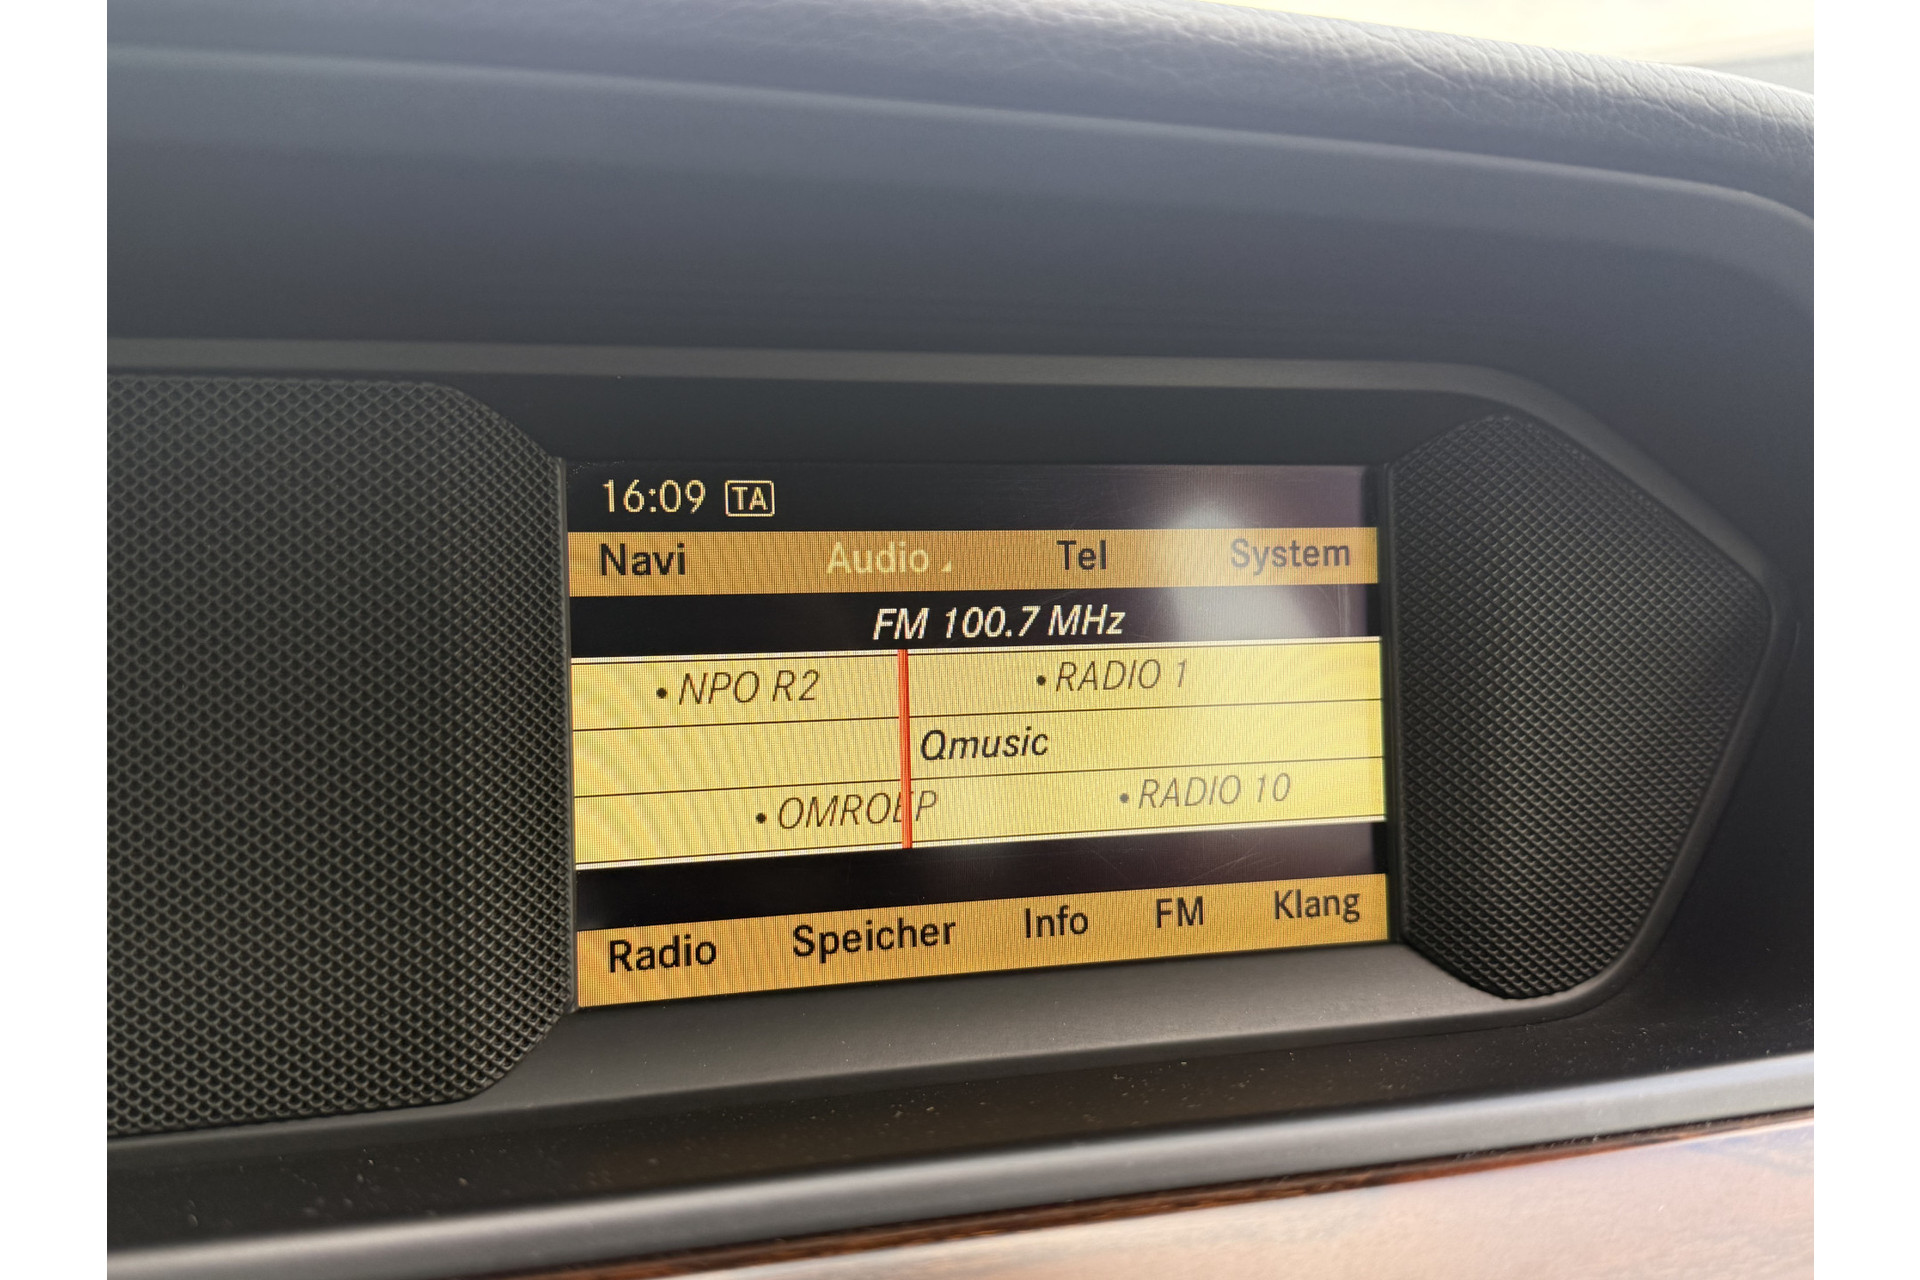 16:09 TA
Navi Audio Tel System
FM 100.7 MHz
• NPO R2 • RADIO 1
Qmusic
• OMROEP • RADIO 10
Radio Speicher Info FM Klang